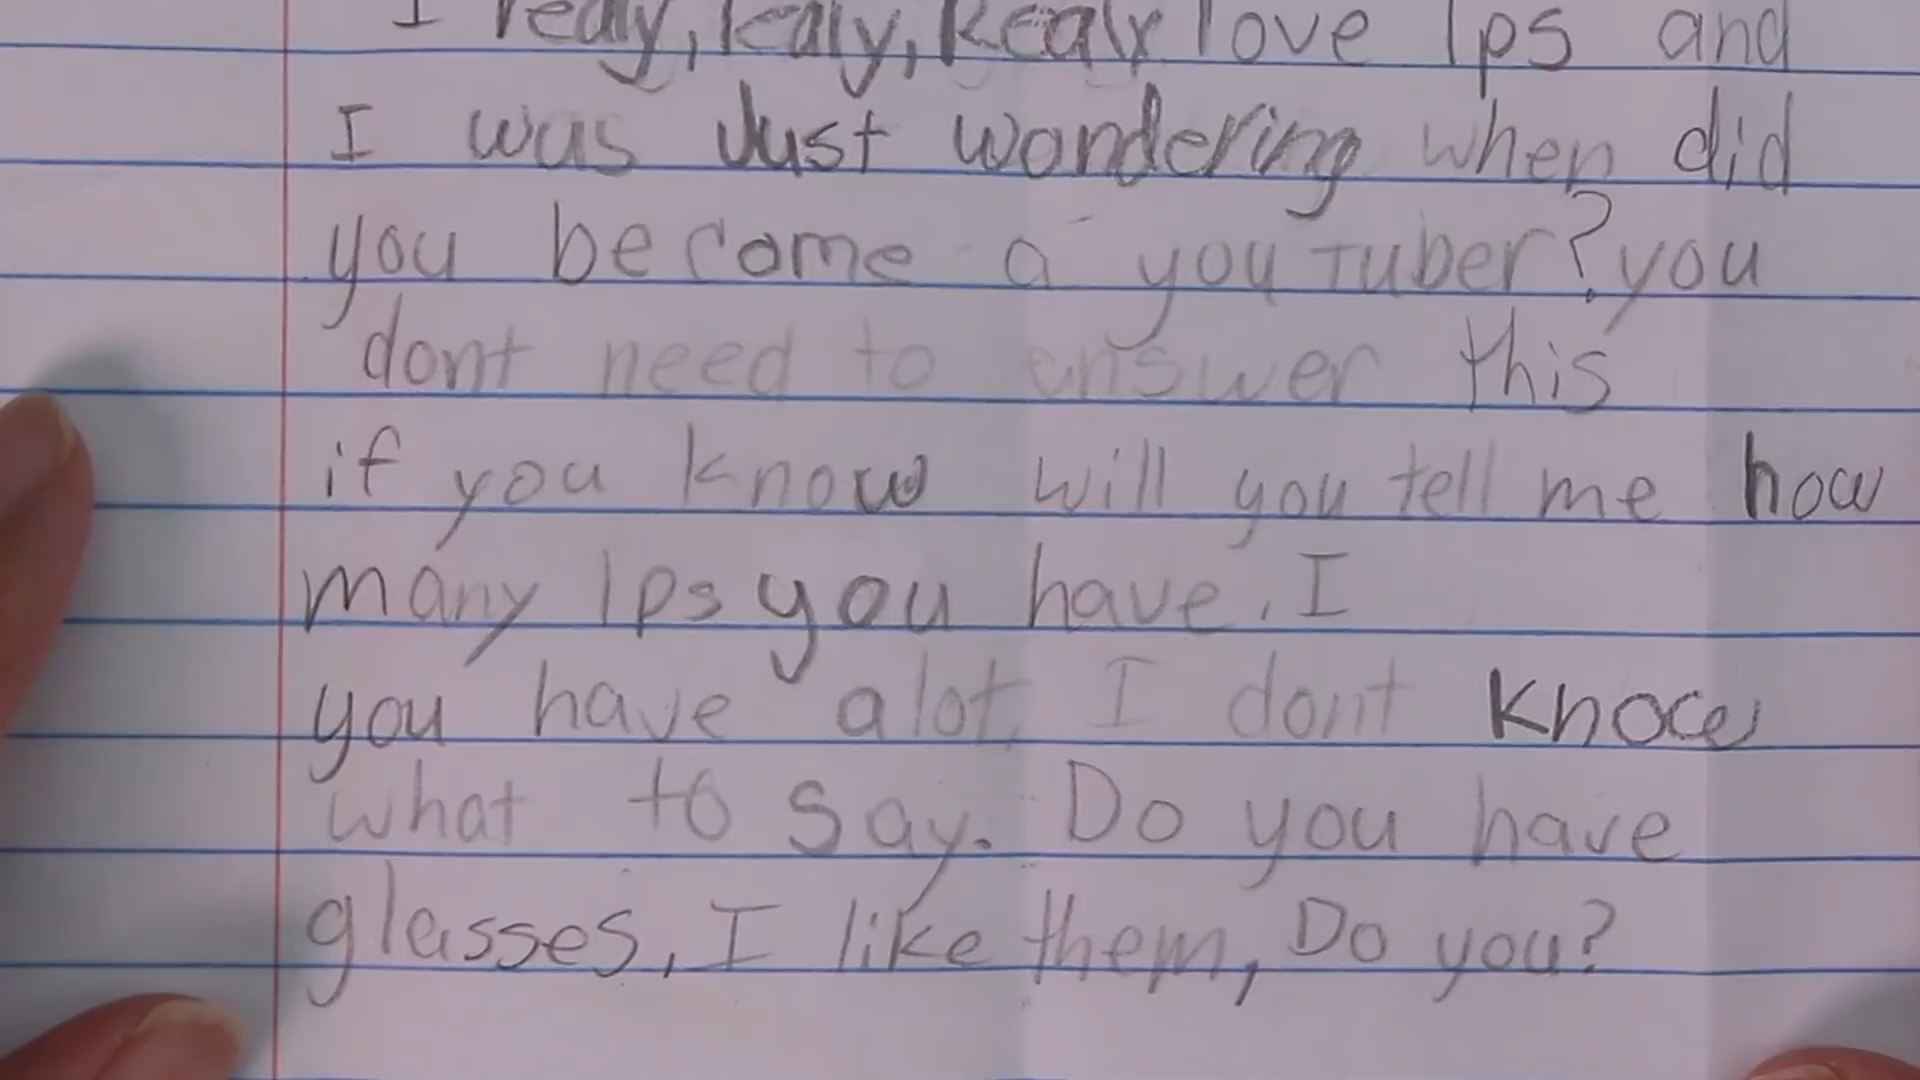 I realy, realy, Realy love lps and
I was Just wondering when did
you become a you Tuber? you
dont need to answer this
if you know will you tell me how
many lps you have. I
you have alot. I dont know
what to say. Do you have
glasses, I like them, Do you?